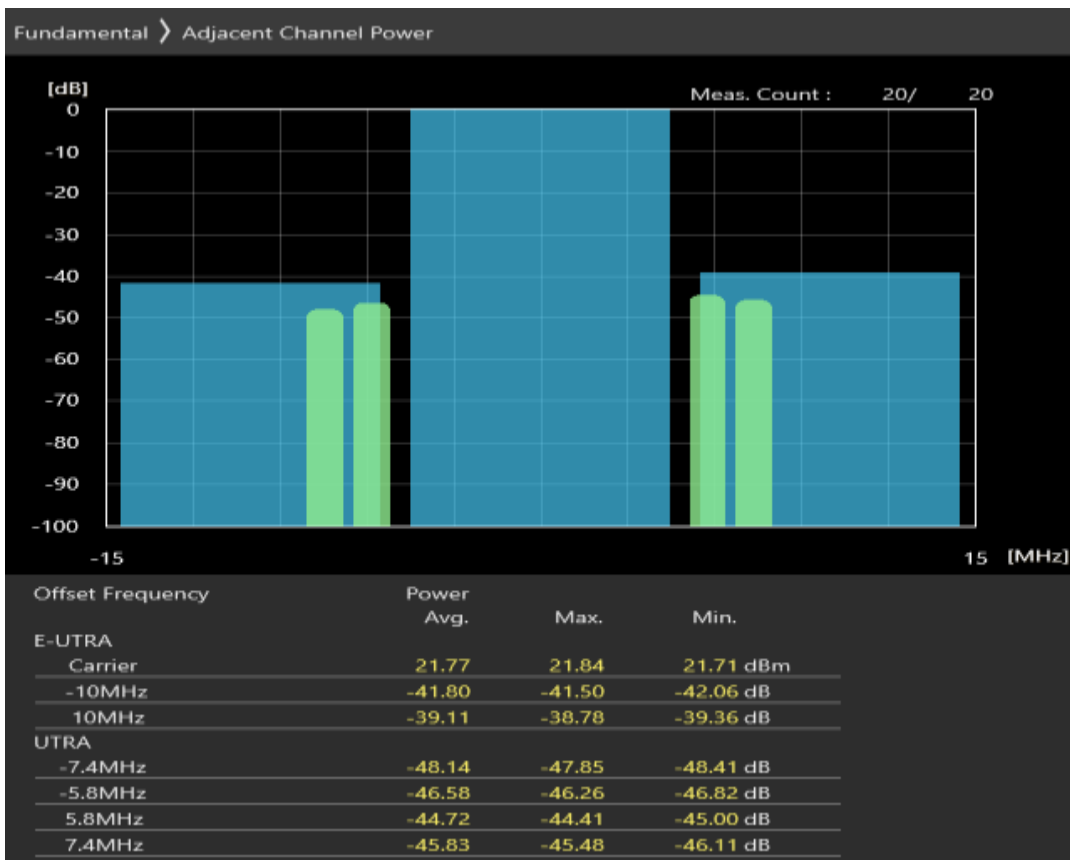 Fundamental ❯ Adjacent Channel Power
[dB]
Meas. Count : 20/ 20
0
-10
-20
-30
-40
-50
-60
-70
-80
-90
-100
-15 15 [MHz]
Offset Frequency Power
Avg. Max. Min.
E-UTRA
Carrier 21.77 21.84 21.71 dBm
-10MHz -41.80 -41.50 -42.06 dB
10MHz -39.11 -38.78 -39.36 dB
UTRA
-7.4MHz -48.14 -47.85 -48.41 dB
-5.8MHz -46.58 -46.26 -46.82 dB
5.8MHz -44.72 -44.41 -45.00 dB
7.4MHz -45.83 -45.48 -46.11 dB